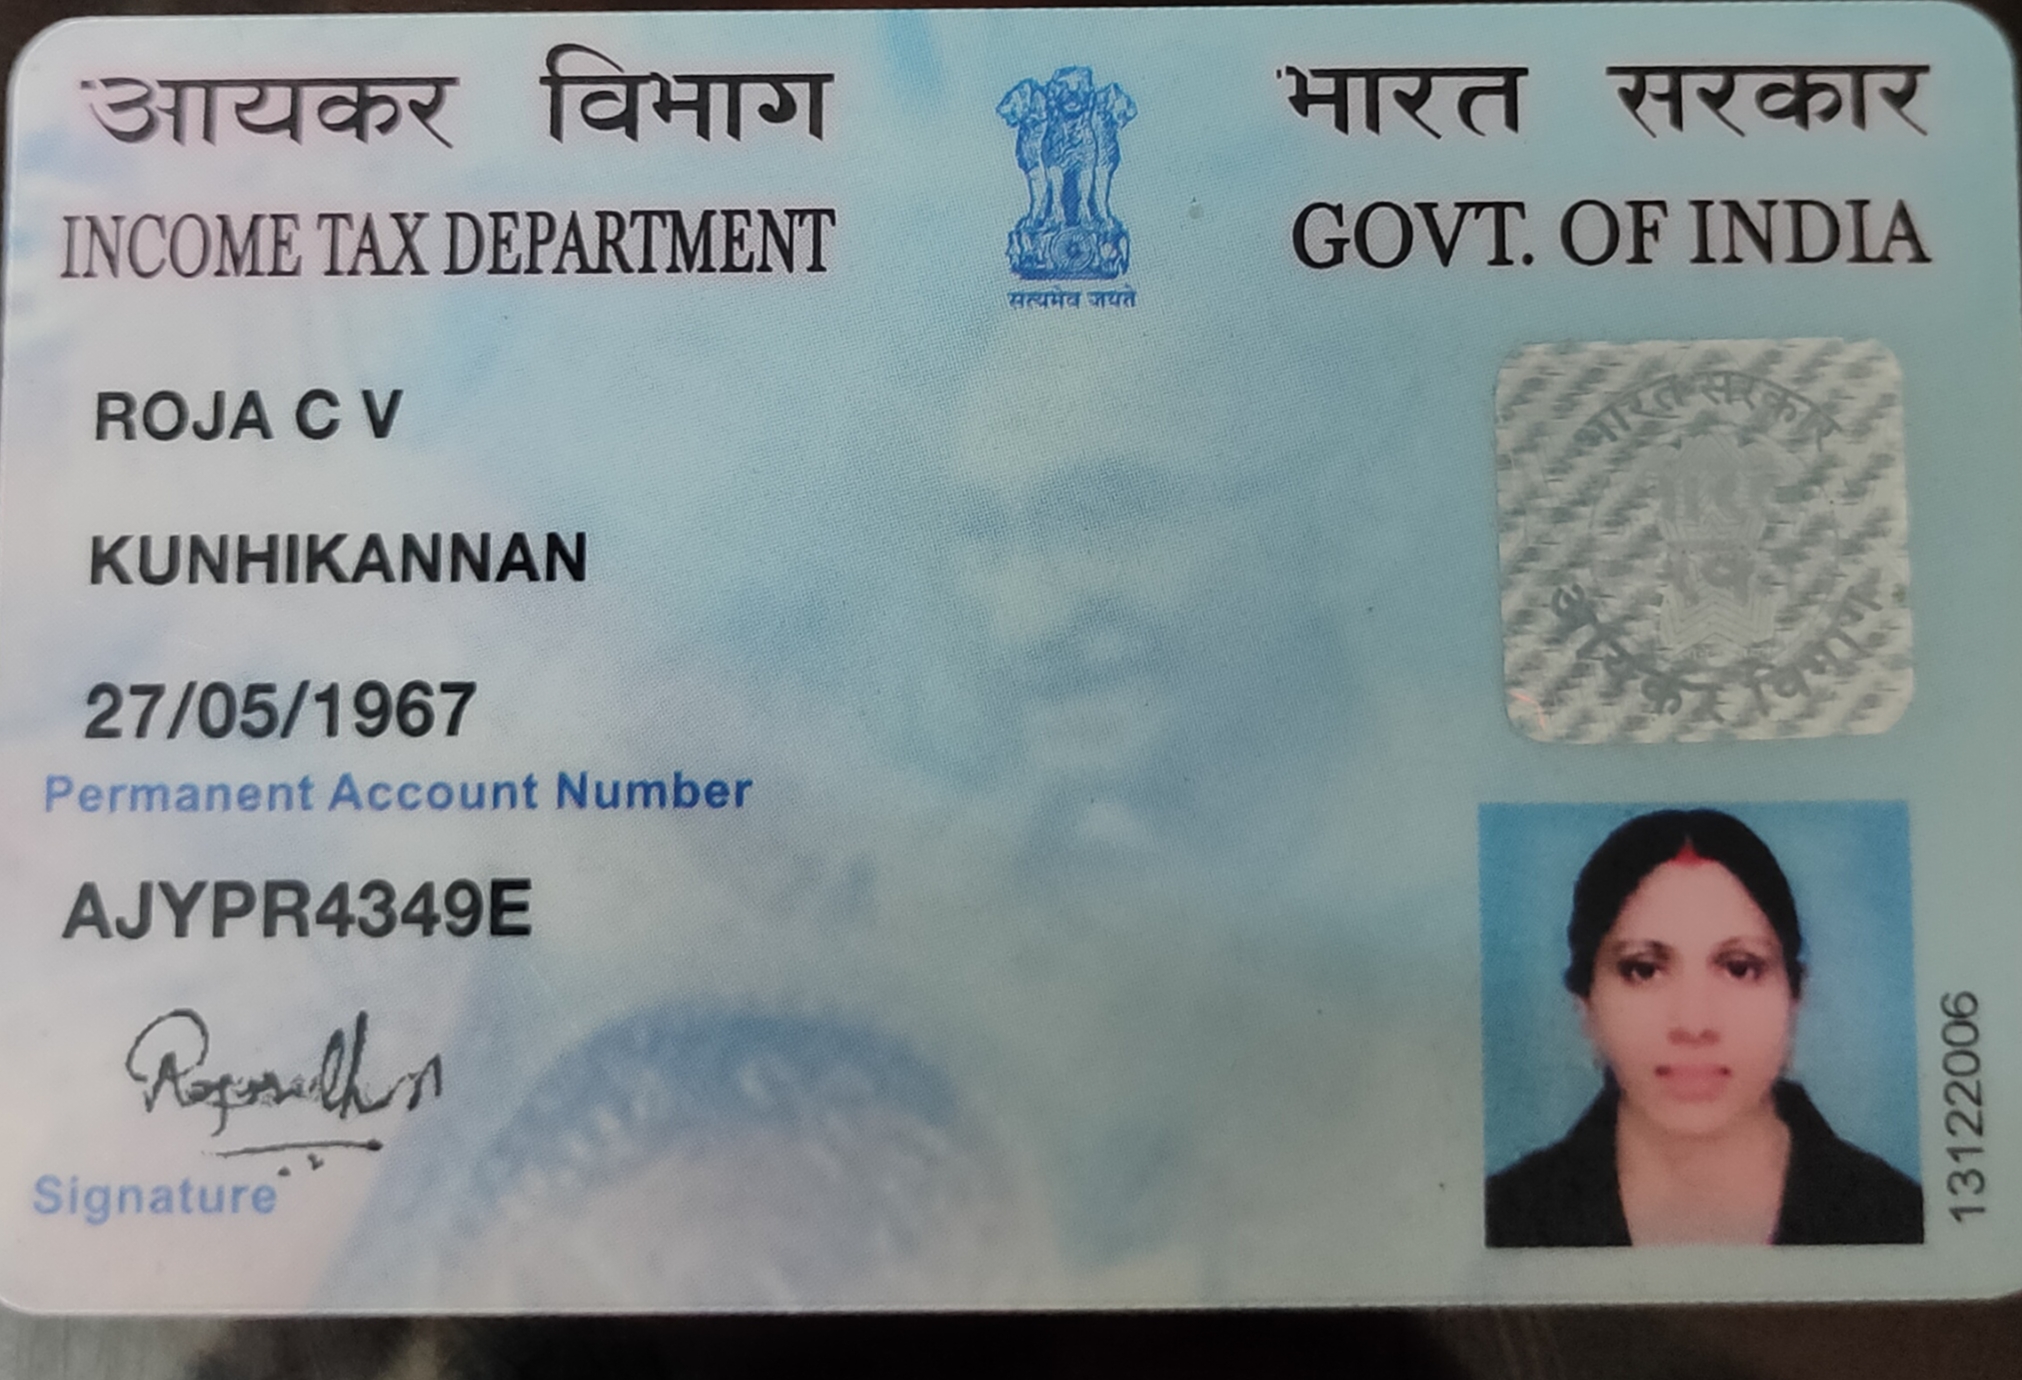 आयकर विभाग
INCOME TAX DEPARTMENT
सत्यमेव जयते
भारत सरकार
GOVT. OF INDIA
ROJA C V
KUNHIKANNAN
27/05/1967
Permanent Account Number
AJYPR4349E
Signature
भारत सरकार
आयकर विभाग
13122006